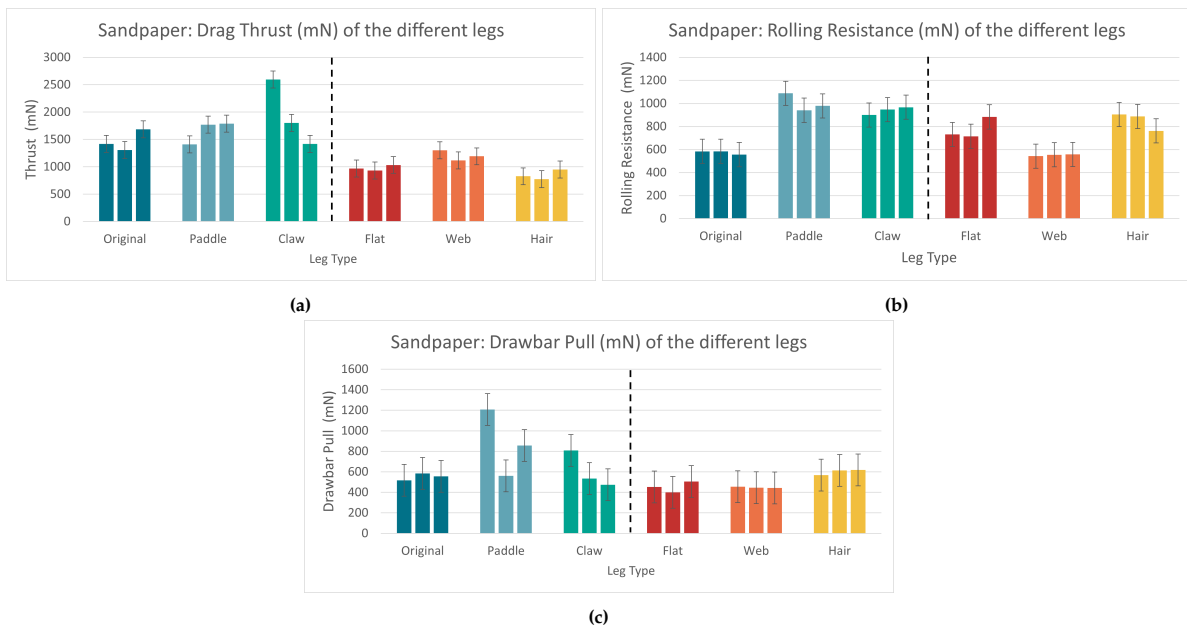 Sandpaper: Drag Thrust (mN) of the different legs
3000
2500
2000
1500
1000
500
0
Thrust (mN)
Original Paddle Claw Flat Web Hair
Leg Type
(a)
Sandpaper: Rolling Resistance (mN) of the different legs
1400
1200
1000
800
600
400
200
0
Rolling Resistance (mN)
Original Paddle Claw Flat Web Hair
Leg Type
(b)
Sandpaper: Drawbar Pull (mN) of the different legs
1600
1400
1200
1000
800
600
400
200
0
Drawbar Pull (mN)
Original Paddle Claw Flat Web Hair
Leg Type
(c)